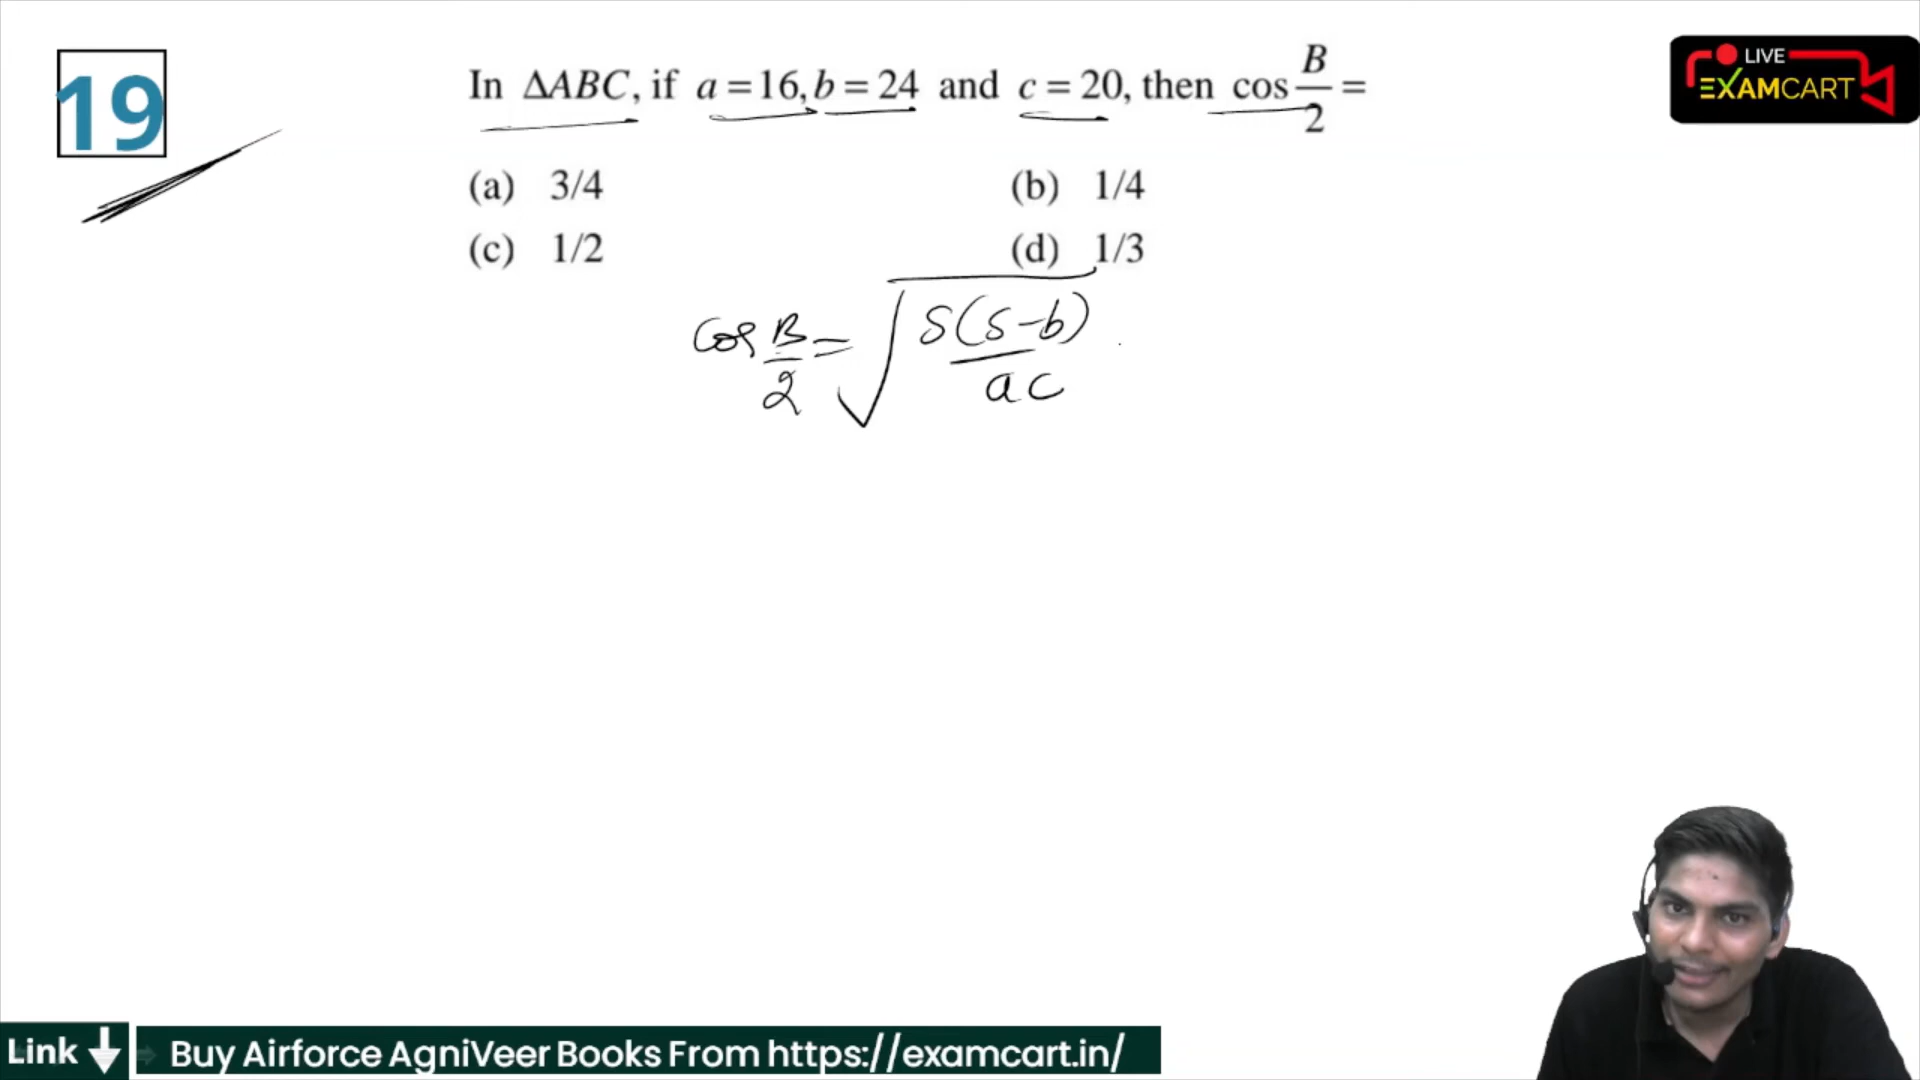 19
In ΔABC, if a = 16, b = 24 and c = 20, then cos B/2 =
(a) 3/4 (b) 1/4
(c) 1/2 (d) 1/3
cos B/2 = √(s(s-b)/ac)
LIVE
EXAMCART
Link
Buy Airforce AgniVeer Books From https://examcart.in/